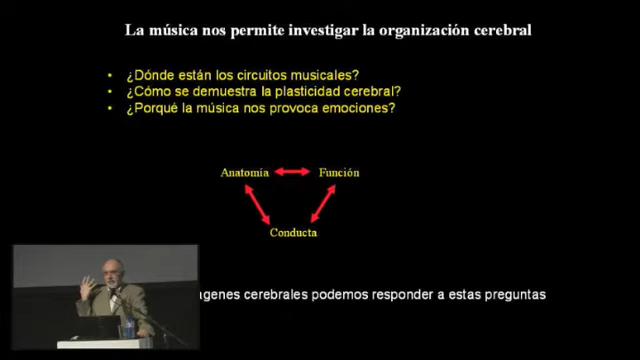 La música nos permite investigar la organización cerebral
• ¿Dónde están los circuitos musicales?
• ¿Cómo se demuestra la plasticidad cerebral?
• ¿Porqué la música nos provoca emociones?
Anatomía Función
Conducta
cerebrales podemos responder a estas preguntas